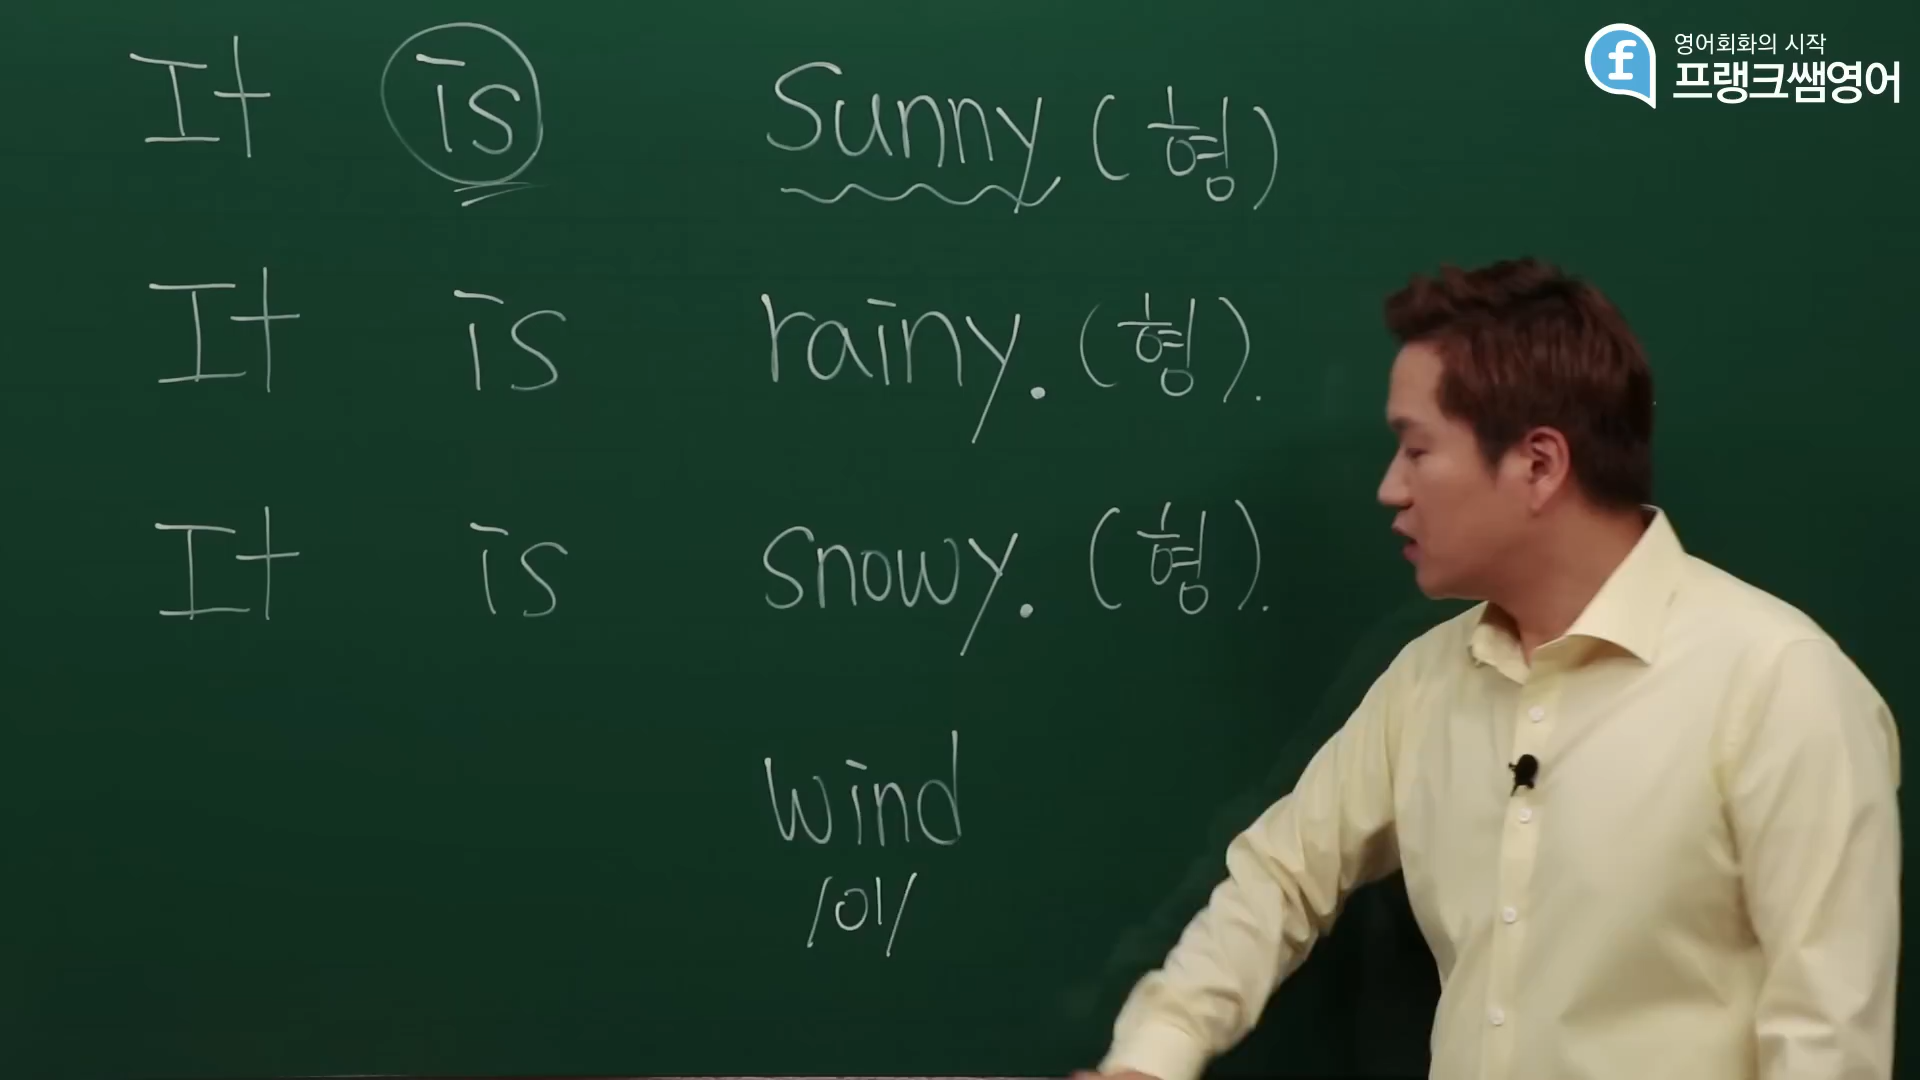 영어회화의 시작
프랭크쌤영어
It is Sunny (형)
It is rainy. (형).
It is snowy. (형).
wind
/이/